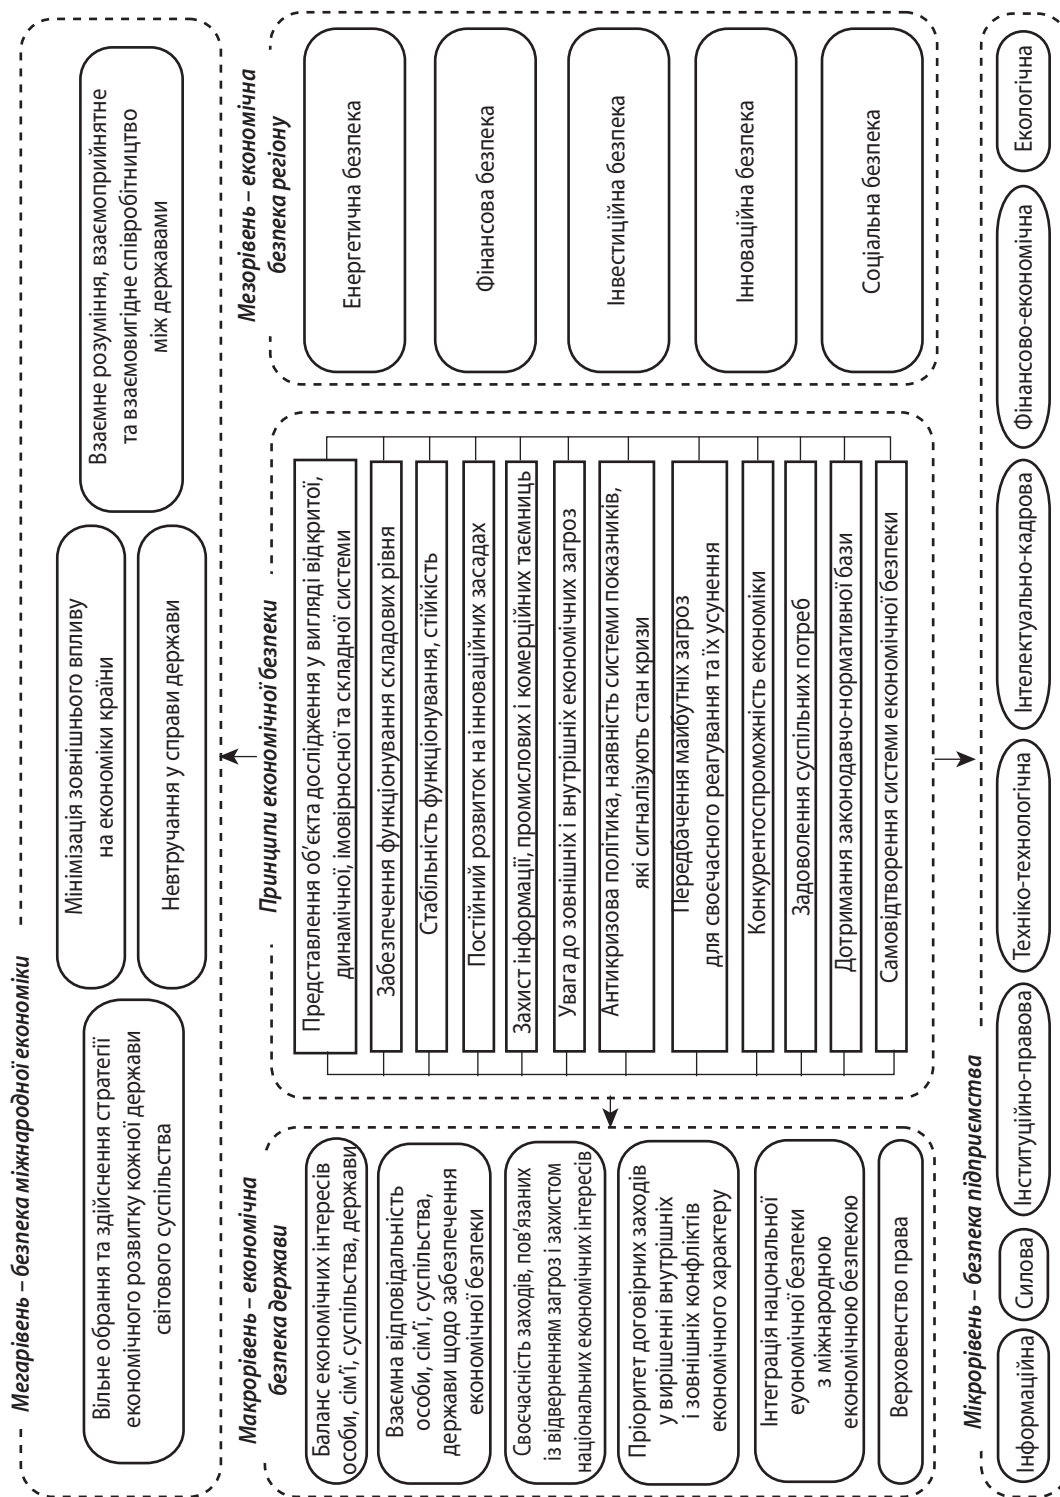 Мегарівень – безпека міжнародної економіки
Вільне обрання та здійснення стратегії
економічного розвитку кожної держави
світового суспільства
Мінімізація зовнішнього впливу
на економіки країни
Невтручання у справи держави
Взаємне розуміння, взаємоприйнятне
та взаємовигідне співробітництво
між державами
Макрорівень – економічна
безпека держави
Баланс економічних інтересів
особи, сім’ї, суспільства, держави
Взаємна відповідальність
особи, сім’ї, суспільства,
держави щодо забезпечення
економічної безпеки
Своєчасність заходів, пов’язаних
із відверненням загроз і захистом
національних економічних інтересів
Пріоритет договірних заходів
у вирішенні внутрішніх
і зовнішніх конфліктів
економічного характеру
Інтеграція національної
еуономічної безпеки
з міжнародною
економічною безпекою
Верховенство права
Принципи економічної безпеки
Представлення об’єкта дослідження у вигляді відкритої,
динамічної, імовірносної та складної системи
Забезпечення функціонування складових рівня
Стабільність функціонування, стійкість
Постійний розвиток на інноваційних засадах
Захист інформації, промислових і комерційних таємниць
Увага до зовнішніх і внутрішніх економічних загроз
Антикризова політика, наявність системи показників,
які сигналізують стан кризи
Передбачення майбутніх загроз
для своєчасного реагування та їх усунення
Конкурентоспроможність економіки
Задоволення суспільних потреб
Дотримання законодавчо-нормативної бази
Самовідтворення системи економічної безпеки
Мезорівень – економічна
безпека регіону
Енергетична безпека
Фінансова безпека
Інвестиційна безпека
Інноваційна безпека
Соціальна безпека
Мікрорівень – безпека підприємства
Інформаційна
Силова
Інституційно-правова
Техніко-технологічна
Інтелектуально-кадрова
Фінансово-економічна
Екологічна